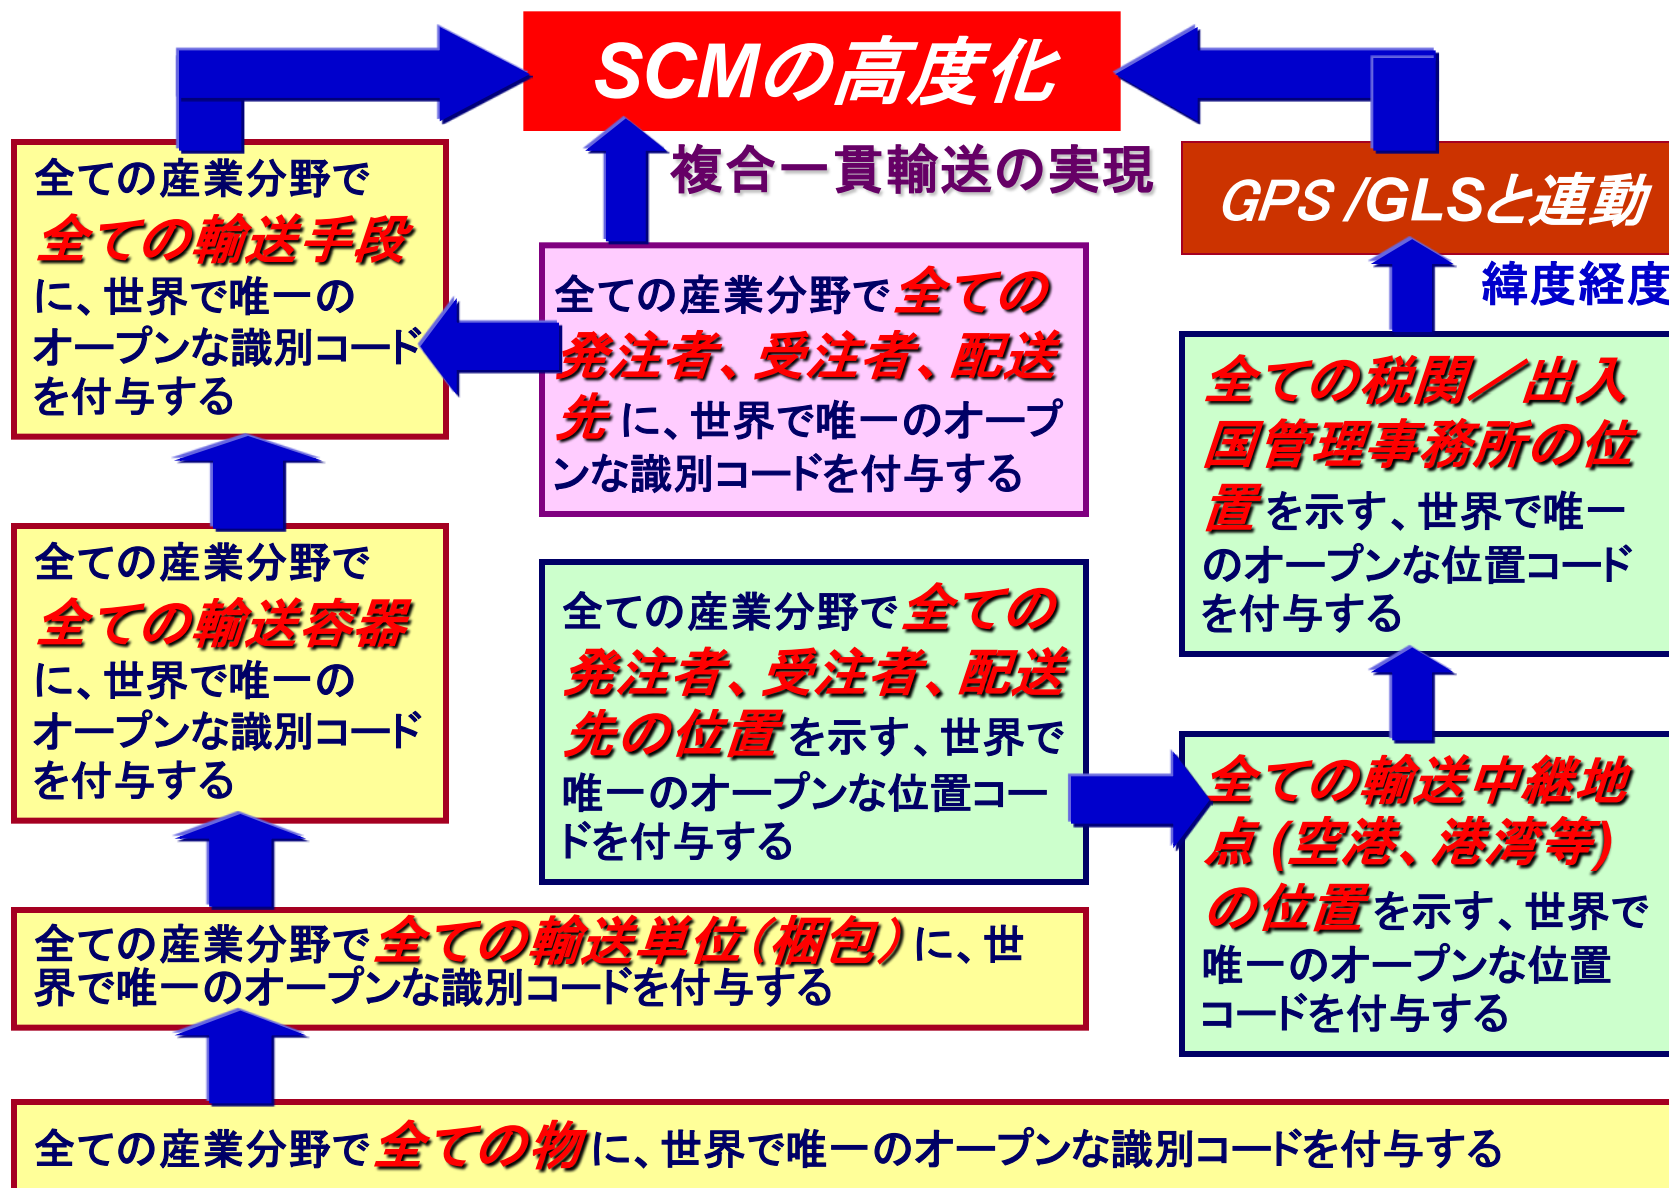 SCMの高度化
複合一貫輸送の実現
全ての産業分野で
全ての輸送手段
に、世界で唯一の
オープンな識別コード
を付与する
全ての産業分野で全ての
発注者、受注者、配送
先に、世界で唯一のオープ
ンな識別コードを付与する
GPS /GLSと連動
緯度経度
全ての税関／出入
国管理事務所の位
置を示す、世界で唯一
のオープンな位置コード
を付与する
全ての産業分野で
全ての輸送容器
に、世界で唯一の
オープンな識別コード
を付与する
全ての産業分野で全ての
発注者、受注者、配送
先の位置を示す、世界で
唯一のオープンな位置コー
ドを付与する
全ての輸送中継地
点 (空港、港湾等)
の位置を示す、世界で
唯一のオープンな位置
コードを付与する
全ての産業分野で全ての輸送単位（梱包）に、世
界で唯一のオープンな識別コードを付与する
全ての産業分野で全ての物に、世界で唯一のオープンな識別コードを付与する